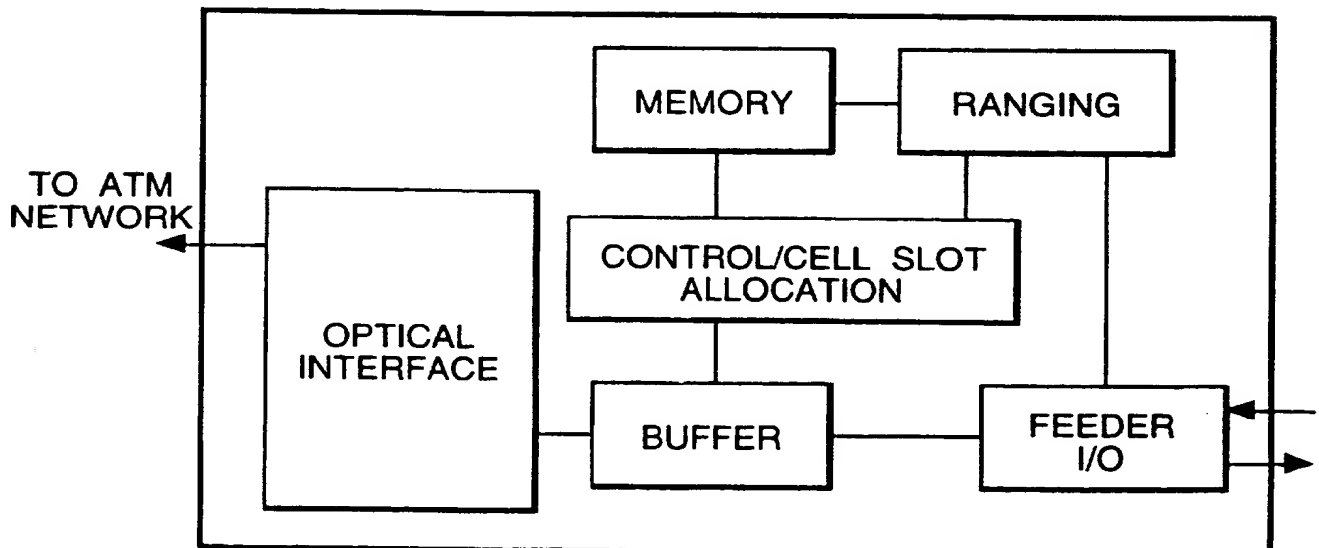 MEMORY
RANGING
TO ATM
NETWORK
CONTROL/CELL SLOT
ALLOCATION
OPTICAL
INTERFACE
BUFFER
FEEDER
I/O